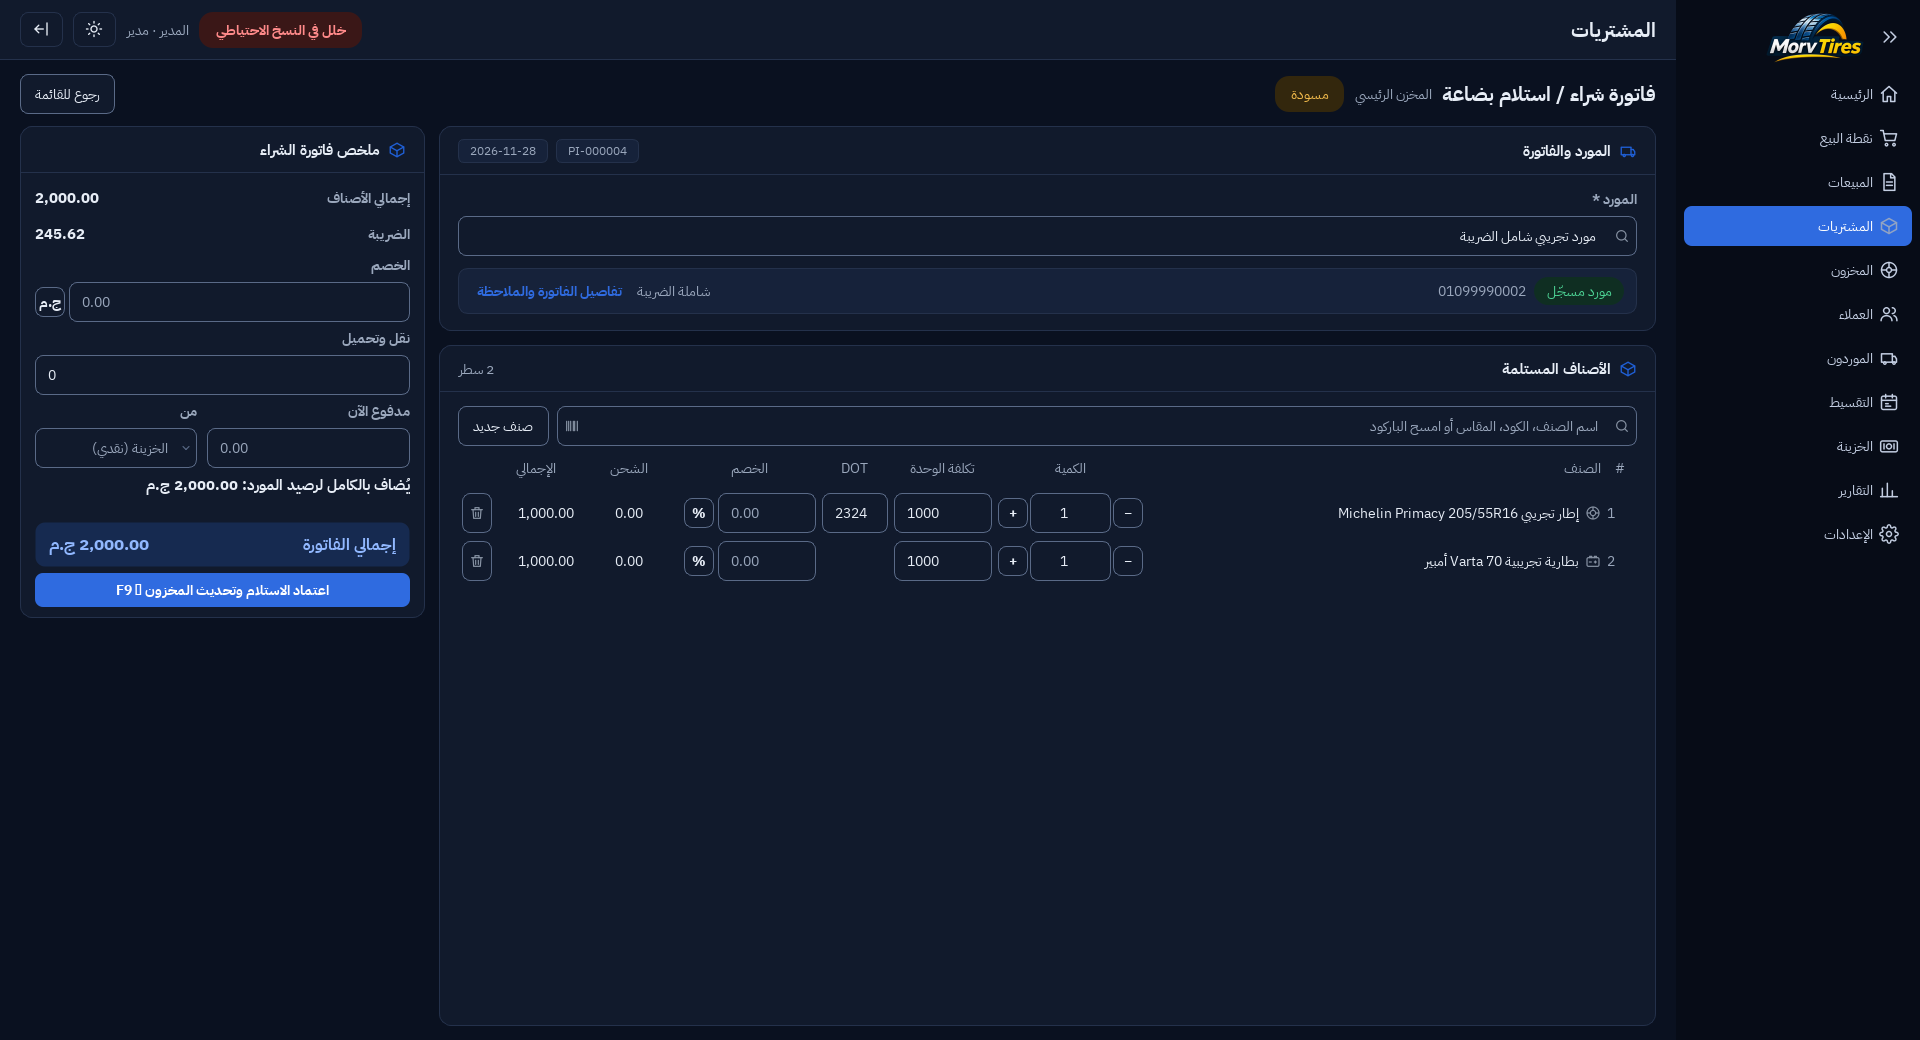 Morv Tires
الرئيسية
نقطة البيع
المبيعات
المشتريات
المخزون
العملاء
الموردون
التقسيط
الخزينة
التقارير
الإعدادات
المشتريات
خلل في النسخ الاحتياطي
المدير · مدير
فاتورة شراء / استلام بضاعة
المخزن الرئيسي
مسودة
رجوع للقائمة
المورد والفاتورة
PI-000004
2026-11-28
المورد *
مورد تجريبي شامل الضريبة
مورد مسجّل
01099990002
شاملة الضريبة
تفاصيل الفاتورة والملاحظة
الأصناف المستلمة
2 سطر
اسم الصنف، الكود، المقاس أو امسح الباركود
صنف جديد
# الصنف الكمية تكلفة الوحدة DOT الخصم الشحن الإجمالي
1 إطار تجريبي Michelin Primacy 205/55R16 − 1 + 1000 2324 0.00 % 0.00 1,000.00
2 بطارية تجريبية Varta 70 أمبير − 1 + 1000 0.00 % 0.00 1,000.00
ملخص فاتورة الشراء
إجمالي الأصناف 2,000.00
الضريبة 245.62
الخصم
0.00 ج.م
نقل وتحميل
0
مدفوع الآن من
0.00 الخزينة (نقدي)
يُضاف بالكامل لرصيد المورد: 2,000.00 ج.م
إجمالي الفاتورة 2,000.00 ج.م
اعتماد الاستلام وتحديث المخزون F9